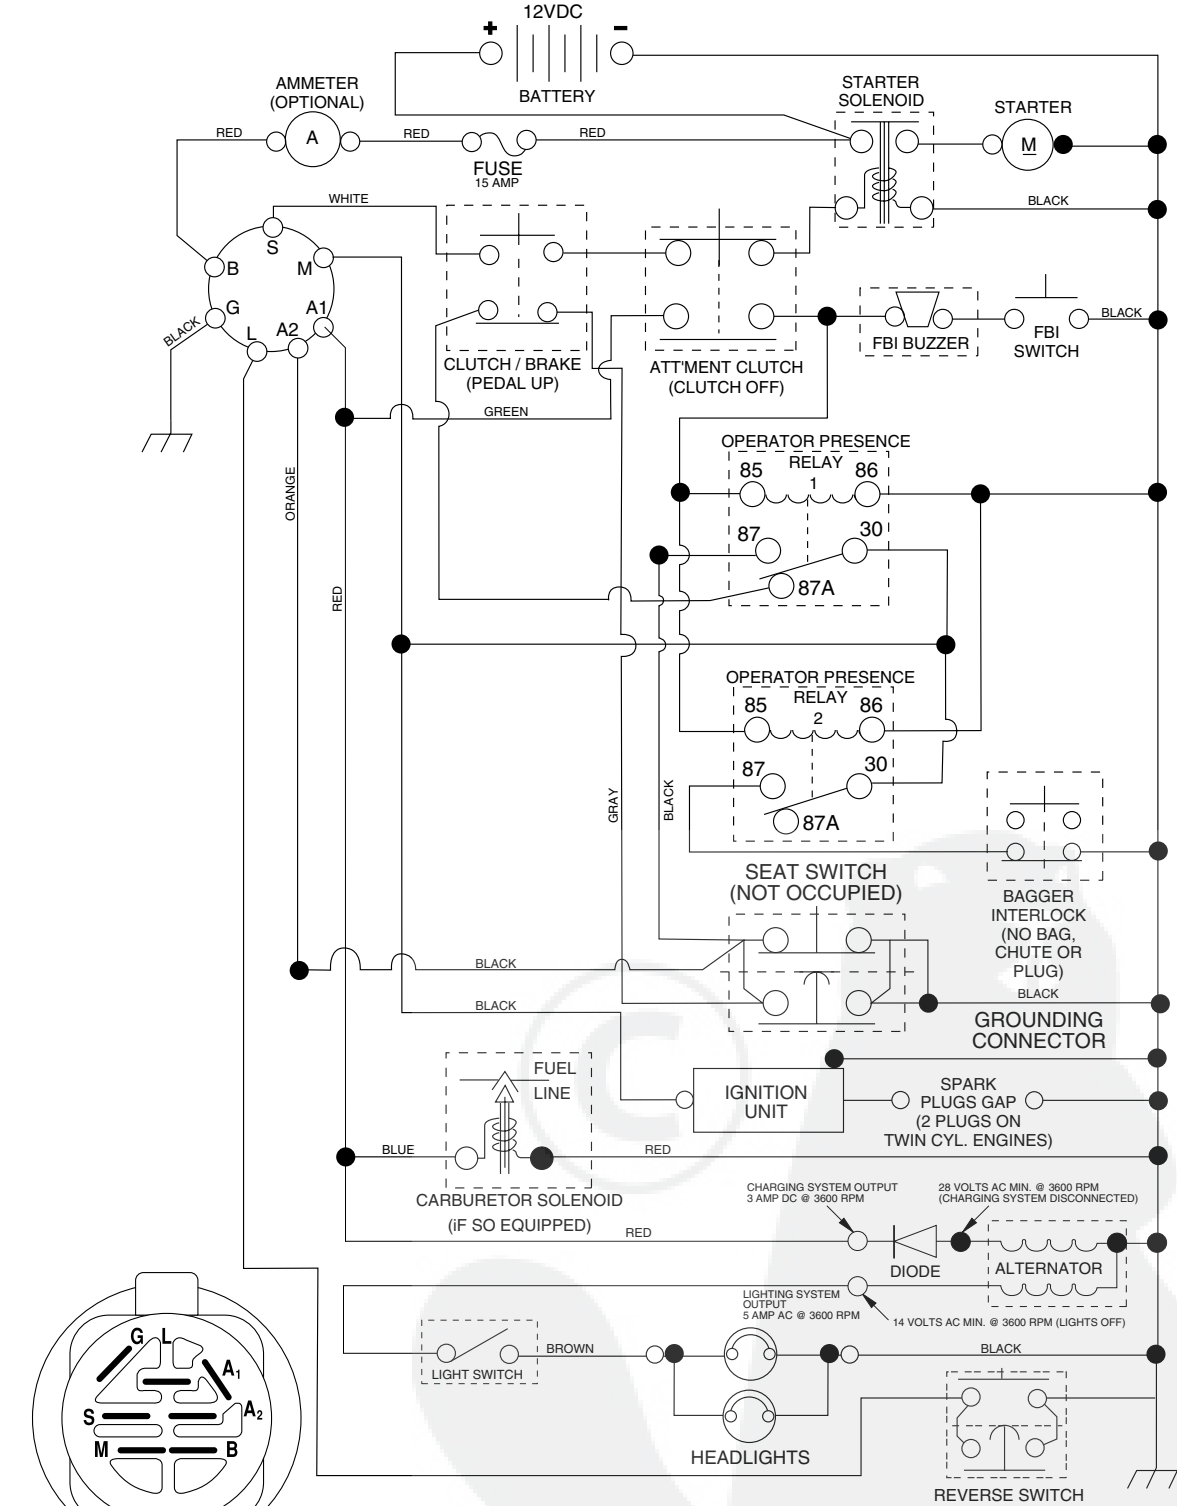 12VDC
+
−
BATTERY
AMMETER
(OPTIONAL)
STARTER
SOLENOID
STARTER
RED
A
RED
RED
FUSE
15 AMP
M
WHITE
BLACK
S
B
M
G
A1
L
A2
BLACK
CLUTCH / BRAKE
(PEDAL UP)
ATT'MENT CLUTCH
(CLUTCH OFF)
FBI BUZZER
FBI
SWITCH
BLACK
GREEN
OPERATOR PRESENCE
RELAY
1
85
86
87
30
87A
ORANGE
RED
OPERATOR PRESENCE
RELAY
2
85
86
87
30
87A
GRAY
BLACK
SEAT SWITCH
(NOT OCCUPIED)
BAGGER
INTERLOCK
(NO BAG,
CHUTE OR
PLUG)
BLACK
BLACK
BLACK
GROUNDING
CONNECTOR
FUEL
LINE
IGNITION
UNIT
SPARK
PLUGS GAP
(2 PLUGS ON
TWIN CYL. ENGINES)
BLUE
RED
CARBURETOR SOLENOID
(iF SO EQUIPPED)
CHARGING SYSTEM OUTPUT
3 AMP DC @ 3600 RPM
28 VOLTS AC MIN. @ 3600 RPM
(CHARGING SYSTEM DISCONNECTED)
RED
DIODE
ALTERNATOR
LIGHTING SYSTEM
OUTPUT
5 AMP AC @ 3600 RPM
14 VOLTS AC MIN. @ 3600 RPM (LIGHTS OFF)
LIGHT SWITCH
BROWN
BLACK
HEADLIGHTS
REVERSE SWITCH
G
L
A1
S
A2
M
B
©